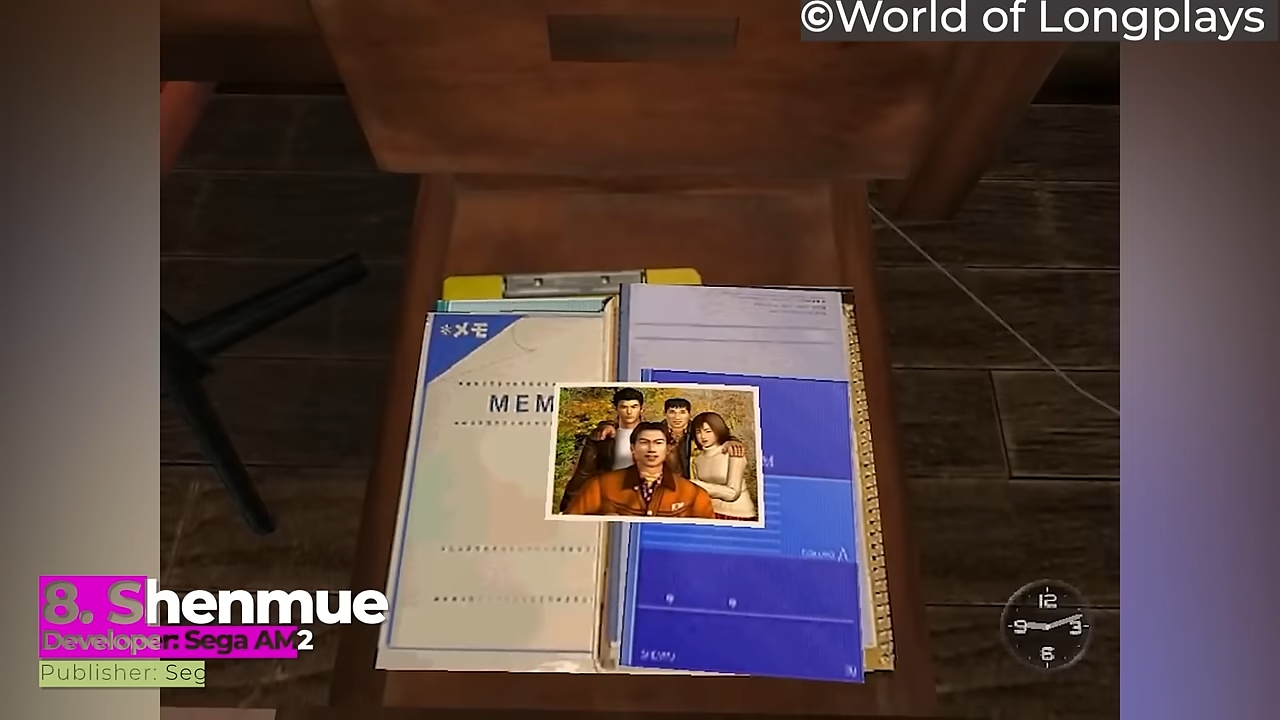 ©World of Longplays
*メモ
MEM
12
9 3
6
8. Shenmue
Developer: Sega AM2
Publisher: Seg